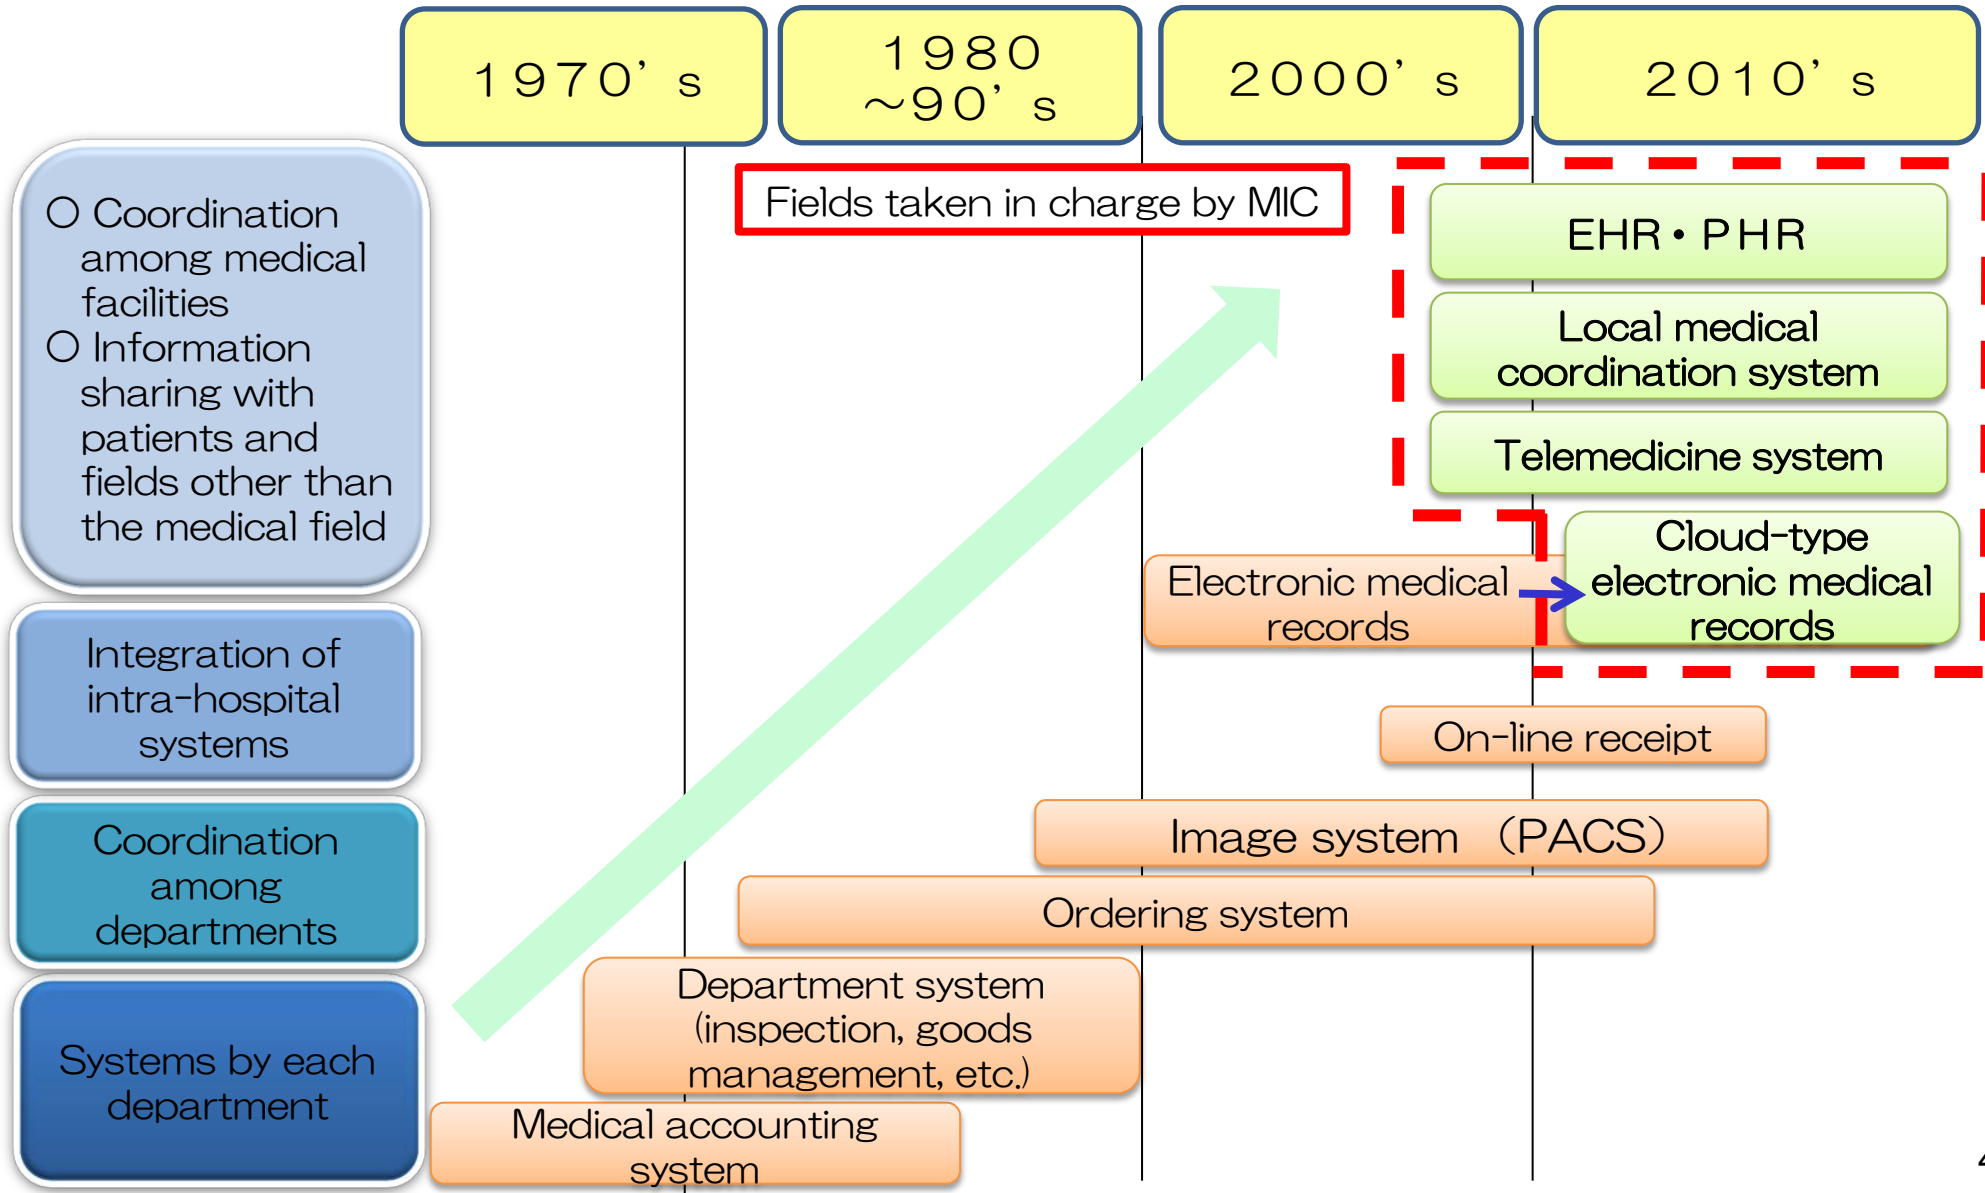 １９７０’ｓ
１９８０
～９０’ｓ
２０００’ｓ
２０１０’ｓ
○ Coordination
among medical
facilities
○ Information
sharing with
patients and
fields other than
the medical field
Integration of
intra-hospital
systems
Coordination
among
departments
Systems by each
department
Fields taken in charge by MIC
EHR・ＰＨＲ
Local medical
coordination system
Telemedicine system
Cloud-type
electronic medical
records
Electronic medical
records
On-line receipt
Image system （PACS）
Ordering system
Department system
(inspection, goods
management, etc.)
Medical accounting
system